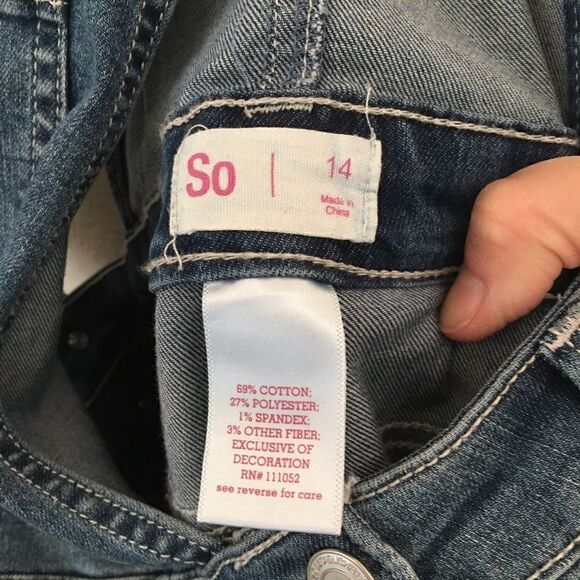 So | 14
Made in
China
69% COTTON;
27% POLYESTER;
1% SPANDEX;
3% OTHER FIBER;
EXCLUSIVE OF
DECORATION
RN# 111052
see reverse for care